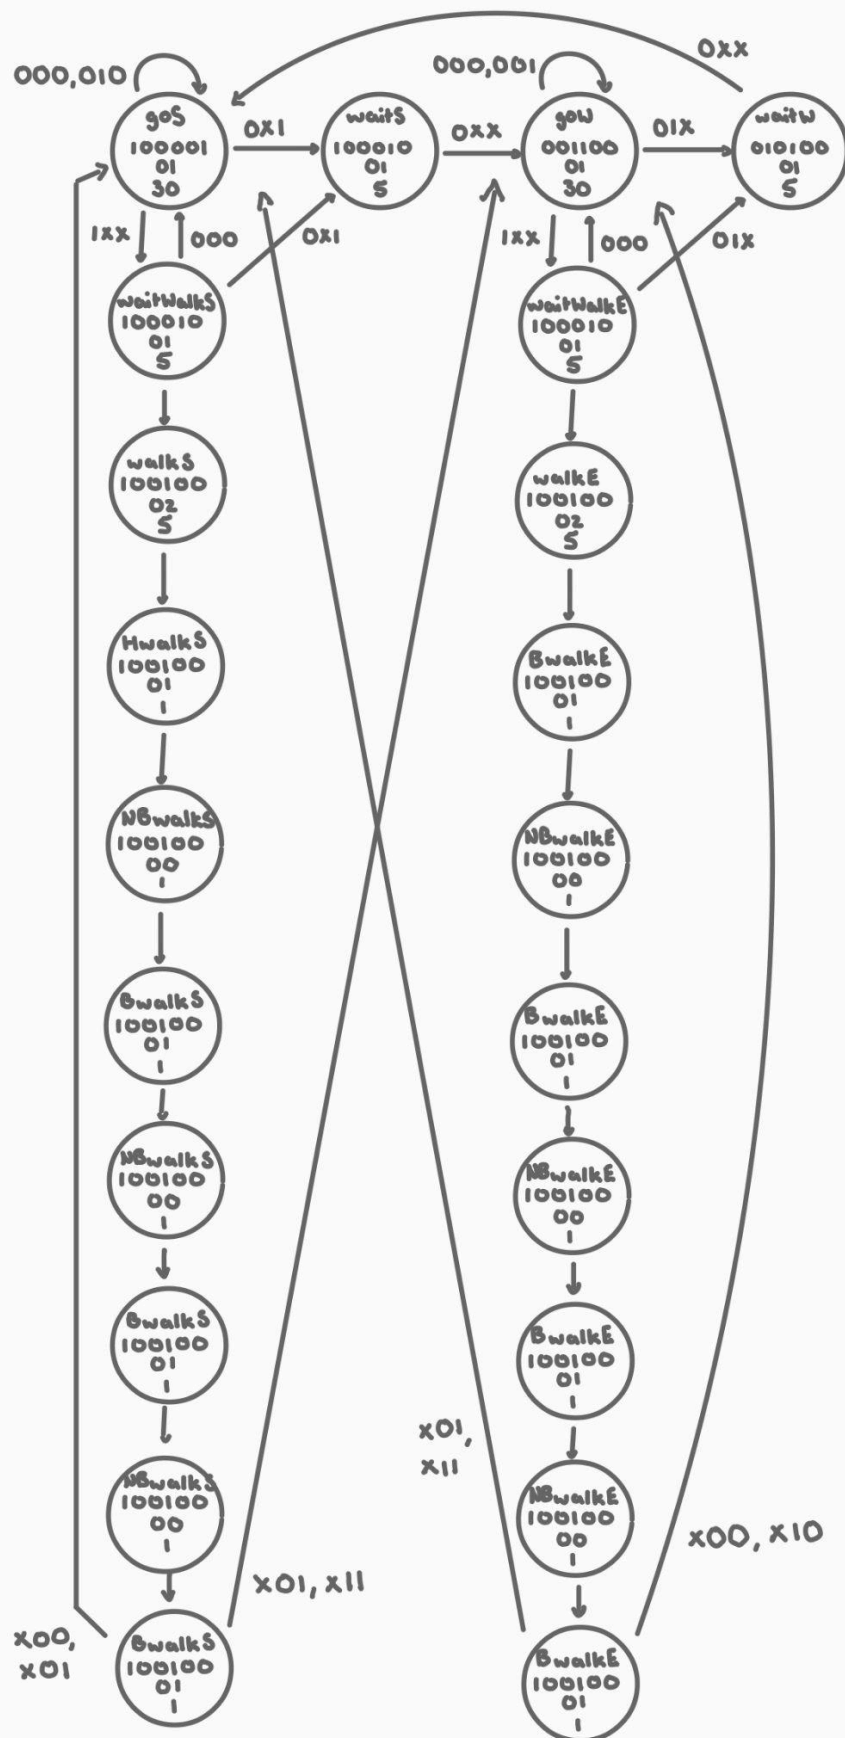 0XX
000,010
goS
100001
01
30
0X1
waitS
100010
01
5
0XX
000,001
goW
001100
01
30
01X
waitW
010100
01
5
1XX
000
0X1
1XX
000
01X
waitWalkS
100010
01
5
waitWalkE
100010
01
5
walkS
100100
02
5
walkE
100100
02
5
HwalkS
100100
01
1
BwalkE
100100
01
1
NBwalkS
100100
00
1
NBwalkE
100100
00
1
BwalkS
100100
01
1
BwalkE
100100
01
1
NBwalkS
100100
00
1
NBwalkE
100100
00
1
BwalkS
100100
01
1
BwalkE
100100
01
1
X01,
X11
NBwalkS
100100
00
1
NBwalkE
100100
00
1
X00, X10
X01, X11
X00,
X01
BwalkS
100100
01
1
BwalkE
100100
01
1